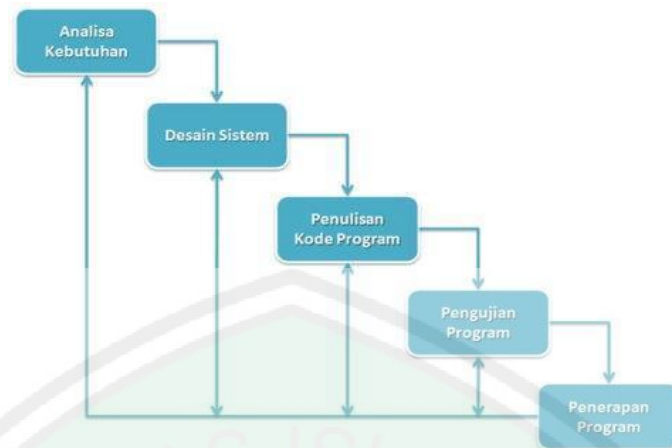 Analisa
Kebutuhan
Desain Sistem
Penulisan
Kode Program
Pengujian
Program
Penerapan
Program